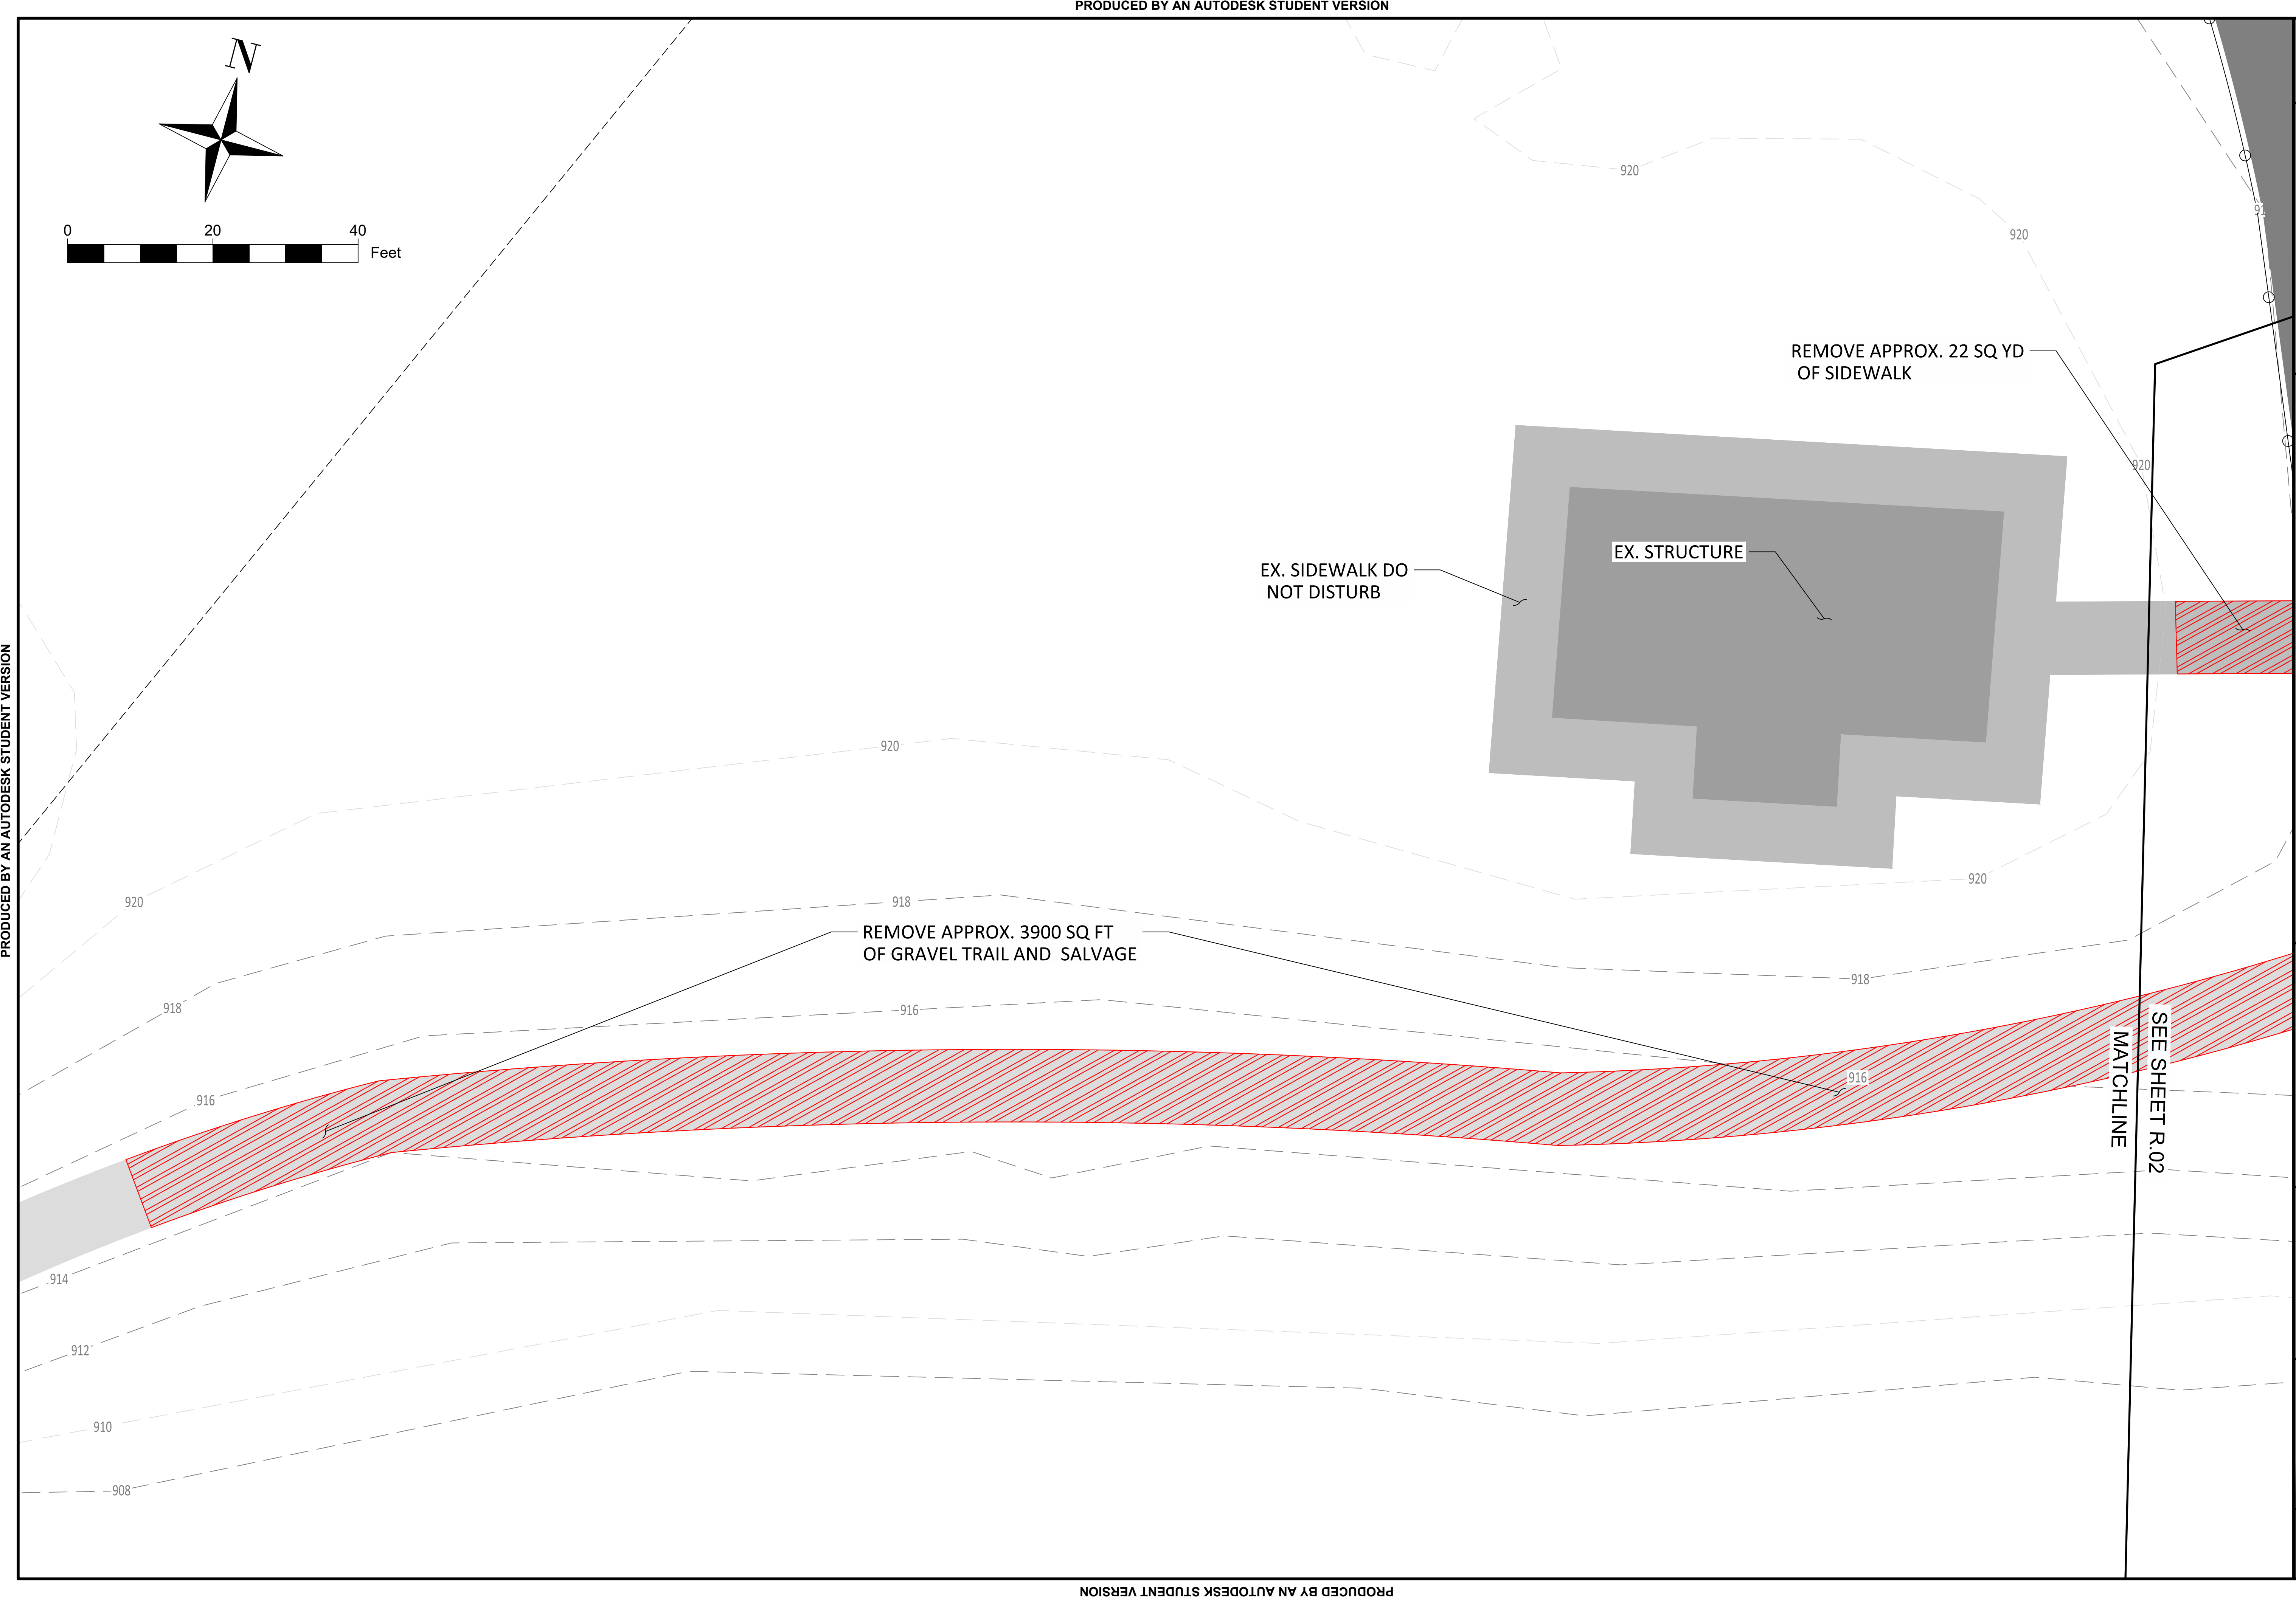 PRODUCED BY AN AUTODESK STUDENT VERSION
N
0 20 40
Feet
920
920
91
REMOVE APPROX. 22 SQ YD
OF SIDEWALK
920
EX. STRUCTURE
EX. SIDEWALK DO
NOT DISTURB
PRODUCED BY AN AUTODESK STUDENT VERSION
920
920
920
918
REMOVE APPROX. 3900 SQ FT
OF GRAVEL TRAIL AND SALVAGE
918
918
916
916
916
MATCHLINE
SEE SHEET R.02
914
912
910
908
PRODUCED BY AN AUTODESK STUDENT VERSION